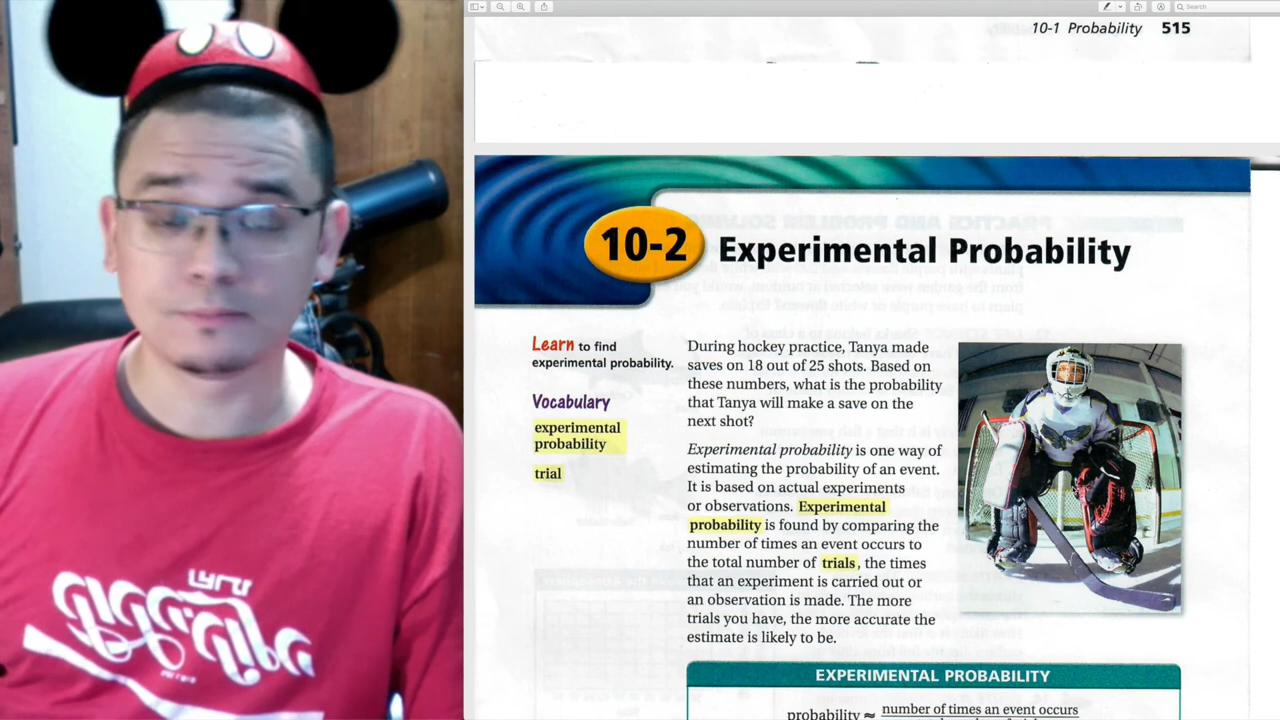 Search
10-1 Probability 515
10-2 Experimental Probability
Learn to find
experimental probability.
Vocabulary
experimental
probability
trial
During hockey practice, Tanya made
saves on 18 out of 25 shots. Based on
these numbers, what is the probability
that Tanya will make a save on the
next shot?
Experimental probability is one way of
estimating the probability of an event.
It is based on actual experiments
or observations. Experimental
probability is found by comparing the
number of times an event occurs to
the total number of trials, the times
that an experiment is carried out or
an observation is made. The more
trials you have, the more accurate the
estimate is likely to be.
EXPERIMENTAL PROBABILITY
probability ≈ number of times an event occurs